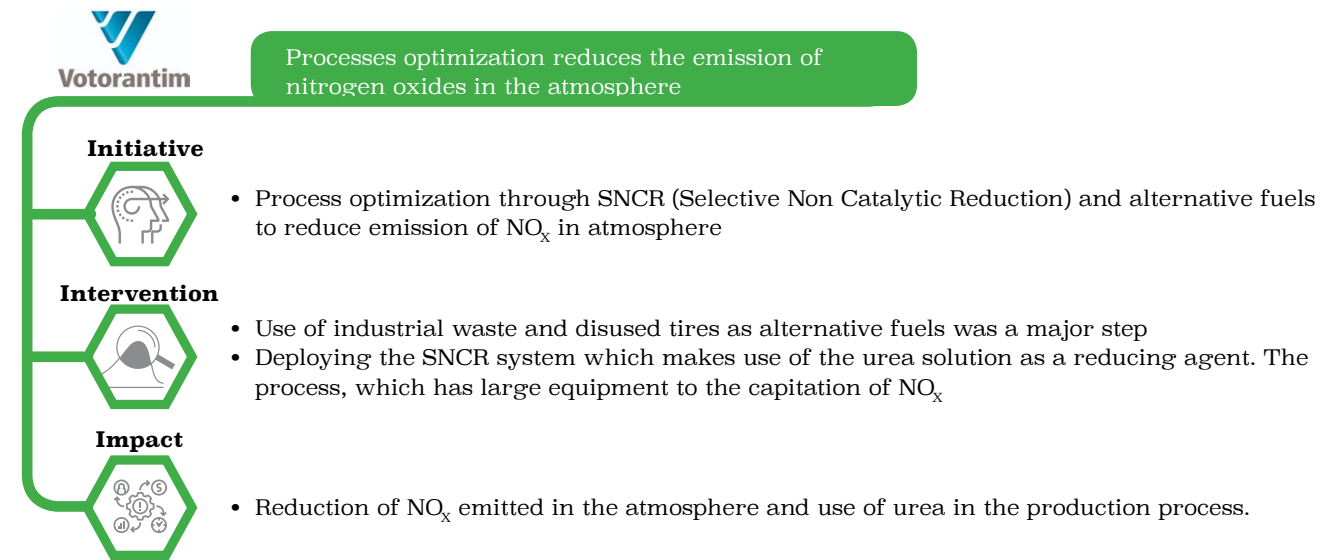 Votorantim
Processes optimization reduces the emission of
nitrogen oxides in the atmosphere
Initiative
• Process optimization through SNCR (Selective Non Catalytic Reduction) and alternative fuels
to reduce emission of NOX in atmosphere
Intervention
• Use of industrial waste and disused tires as alternative fuels was a major step
• Deploying the SNCR system which makes use of the urea solution as a reducing agent. The
process, which has large equipment to the capitation of NOX
Impact
• Reduction of NOX emitted in the atmosphere and use of urea in the production process.